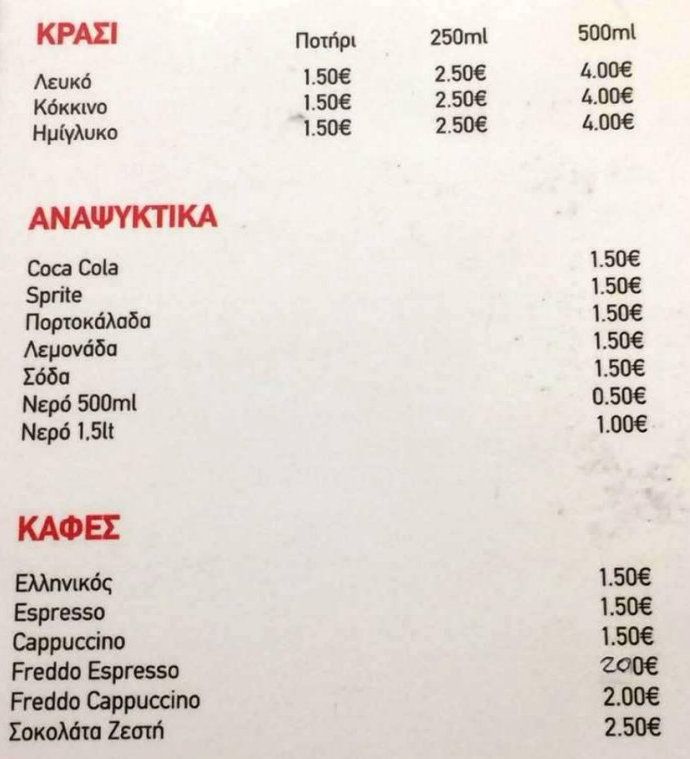 ΚΡΑΣΙ Ποτήρι 250ml 500ml
Λευκό 1.50€ 2.50€ 4.00€
Κόκκινο 1.50€ 2.50€ 4.00€
Ημίγλυκο 1.50€ 2.50€ 4.00€
ΑΝΑΨΥΚΤΙΚΑ
Coca Cola 1.50€
Sprite 1.50€
Πορτοκάλαδα 1.50€
Λεμονάδα 1.50€
Σόδα 1.50€
Νερό 500ml 0.50€
Νερό 1,5lt 1.00€
ΚΑΦΕΣ
Ελληνικός 1.50€
Espresso 1.50€
Cappuccino 1.50€
Freddo Espresso 200€
Freddo Cappuccino 2.00€
Σοκολάτα Ζεστή 2.50€